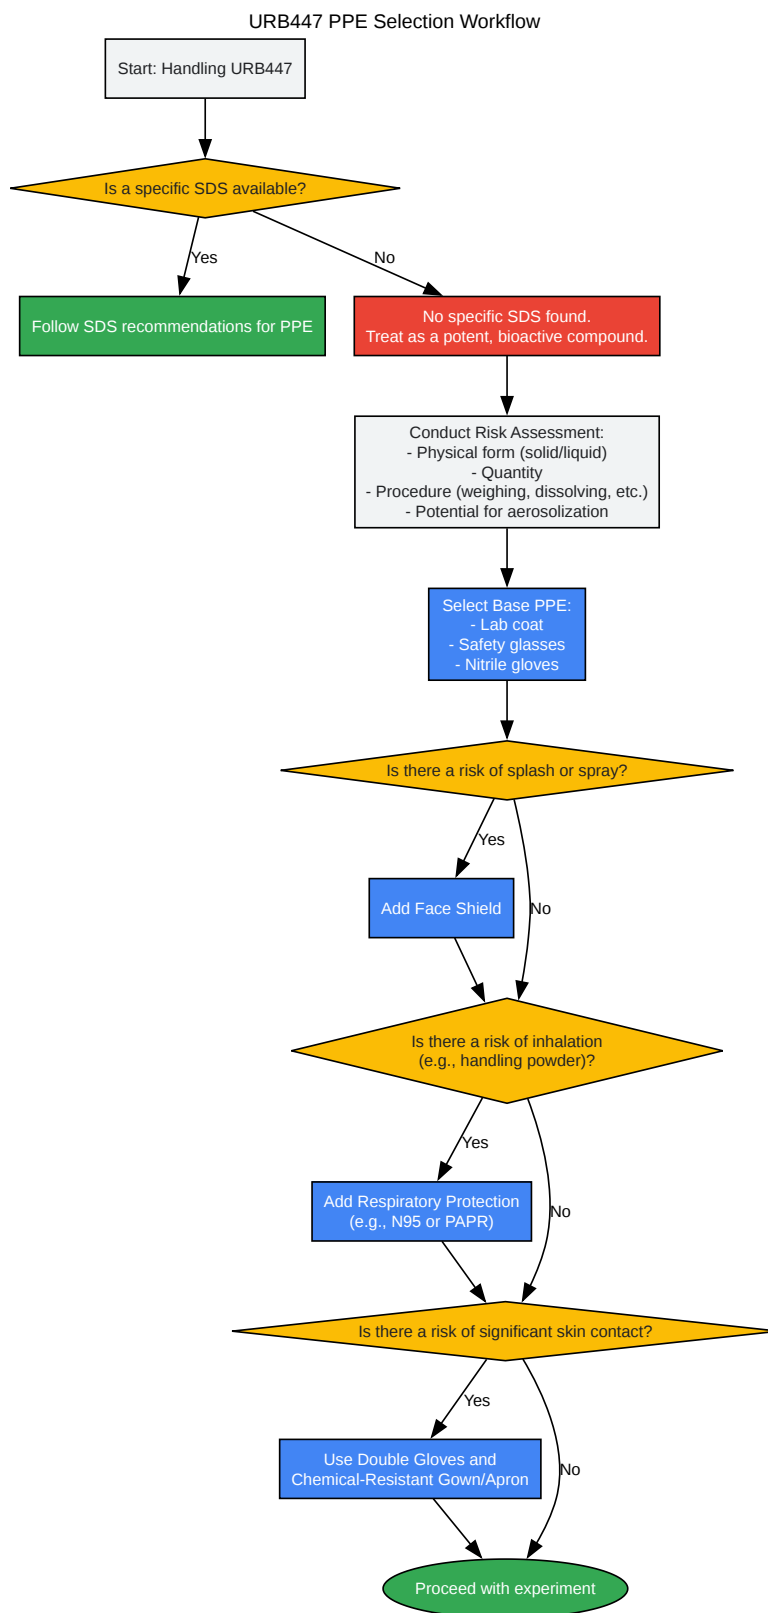 URB447 PPE Selection Workflow
Start: Handling URB447
Is a specific SDS available?
Yes
No
Follow SDS recommendations for PPE
No specific SDS found.
Treat as a potent, bioactive compound.
Conduct Risk Assessment:
- Physical form (solid/liquid)
- Quantity
- Procedure (weighing, dissolving, etc.)
- Potential for aerosolization
Select Base PPE:
- Lab coat
- Safety glasses
- Nitrile gloves
Is there a risk of splash or spray?
Yes
Add Face Shield
No
Is there a risk of inhalation
(e.g., handling powder)?
Yes
Add Respiratory Protection
(e.g., N95 or PAPR)
No
Is there a risk of significant skin contact?
Yes
Use Double Gloves and
Chemical-Resistant Gown/Apron
No
Proceed with experiment